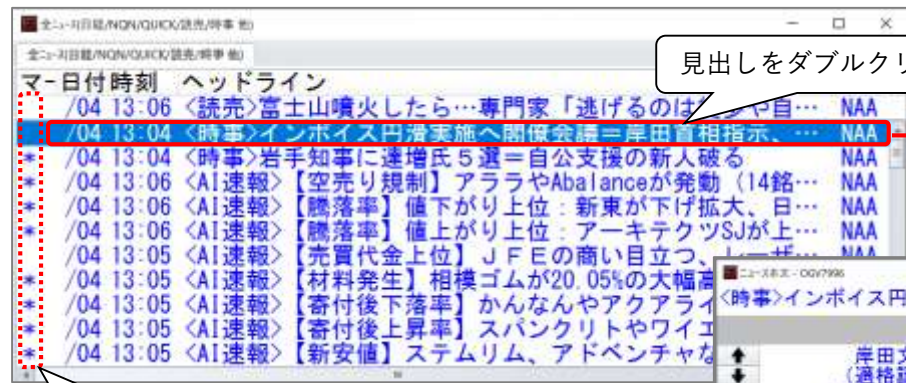 全ニュース(日経/NQN/QUICK/読売/時事 他)
全ニュース(日経/NQN/QUICK/読売/時事 他)
見出しをダブルクリ
マー日付時刻 ヘッドライン
/04 13:06 <読売>富士山噴火したら…専門家「逃げるのは
や自… NAA
/04 13:04 <時事>インボイス円滑実施へ閣僚会議=岸田首相指示、… NAA
* /04 13:04 <時事>岩手知事に達増氏5選=自公支援の新人破る NAA
* /04 13:06 <AI速報>【空売り規制】アララやAbalanceが発動(14銘… NAA
* /04 13:06 <AI速報>【騰落率】値下がり上位:新東が下げ拡大、日… NAA
* /04 13:06 <AI速報>【騰落率】値上がり上位:アーキテクツSJが上… NAA
/04 13:05 <AI速報>【売買代金上位】JFEの商い目立つ、レーザ… NAA
* /04 13:05 <AI速報>【材料発生】相模ゴムが20.05%の大幅高
* /04 13:05 <AI速報>【寄付後下落率】かんなんやアクアライ
* /04 13:05 <AI速報>【寄付後上昇率】スパンクリトやワイエ
* /04 13:05 <AI速報>【新安値】ステムリム、アドベンチャな
ニュース本文 - OGV7996
<時事>インボイス円
岸田文
(適格請